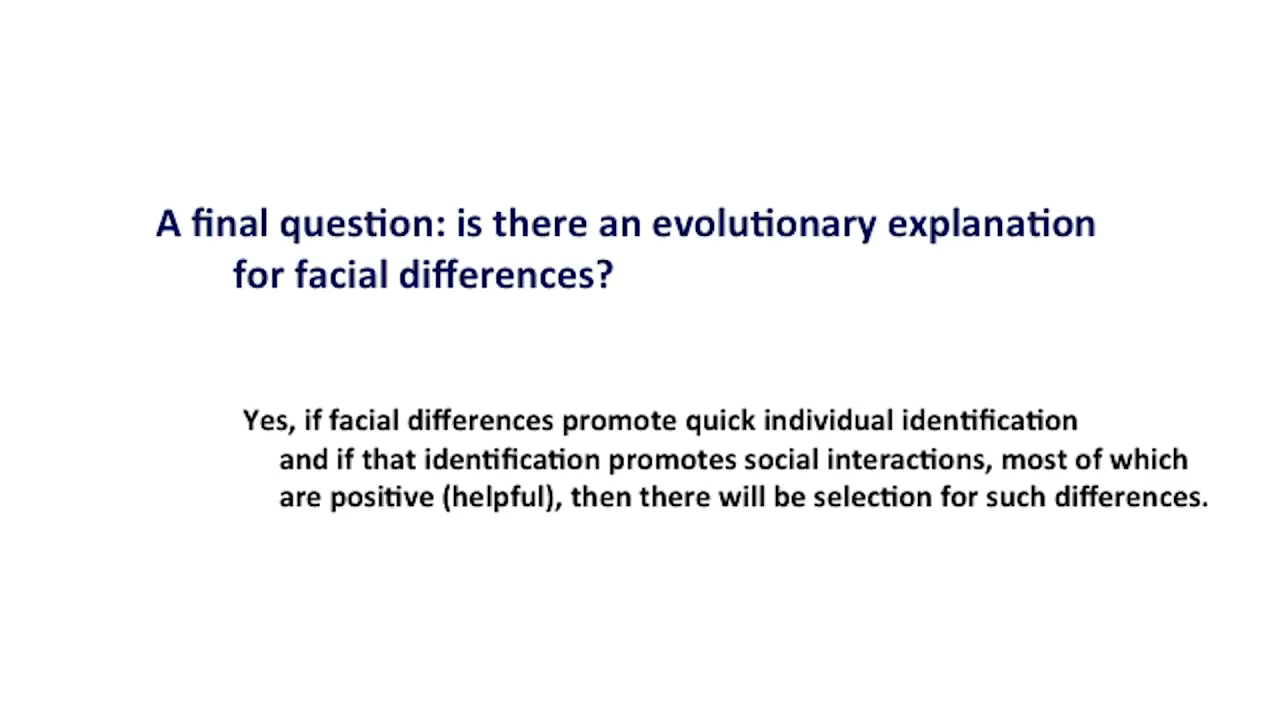 A final question: is there an evolutionary explanation
for facial differences?
Yes, if facial differences promote quick individual identification
and if that identification promotes social interactions, most of which
are positive (helpful), then there will be selection for such differences.